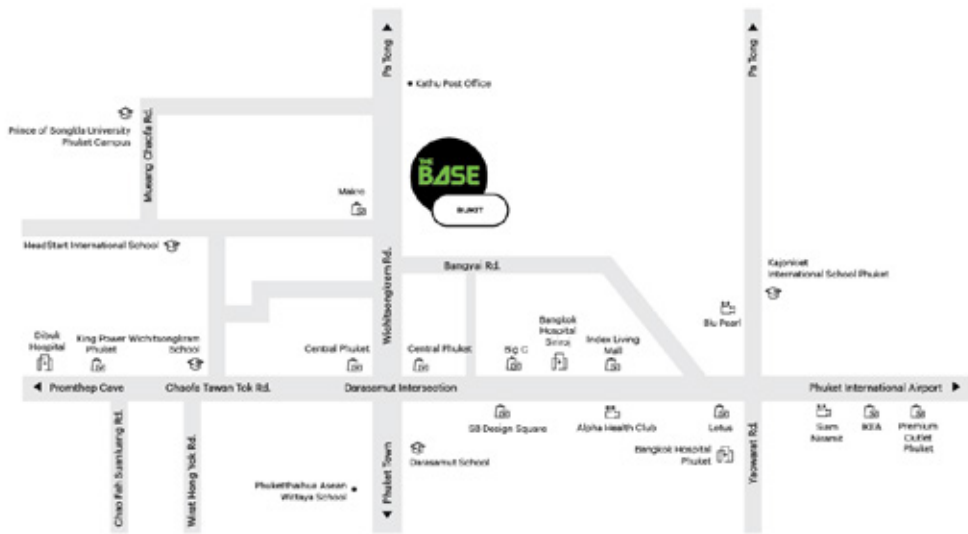 Pa Tong
Pa Tong
Kathu Post Office
Prince of Songkla University
Phuket Campus
Mueang Chaofa Rd.
THE
BASE
BUKIT
Makro
HeadStart International School
Wichitsongkram Rd.
Bangyai Rd.
Kajonkiet
International School Phuket
Blu Pearl
Dibuk
Hospital
King Power
Phuket
Wichitsongkram
School
Central Phuket
Central Phuket
Big C
Bangkok
Hospital
Siriroj
Index Living
Mall
Promthep Cave
Chaofa Tawan Tok Rd.
Darasamut Intersection
Phuket International Airport
Chao Fah Suanluang Rd.
Wirat Hong Yok Rd.
Phuket Town
SB Design Square
Alpha Health Club
Lotus
Bangkok Hospital
Phuket
Yaowarat Rd.
Siam
Niramit
IKEA
Premium
Outlet
Phuket
Darasamut School
PhuketThaihua Asean
Wittaya School